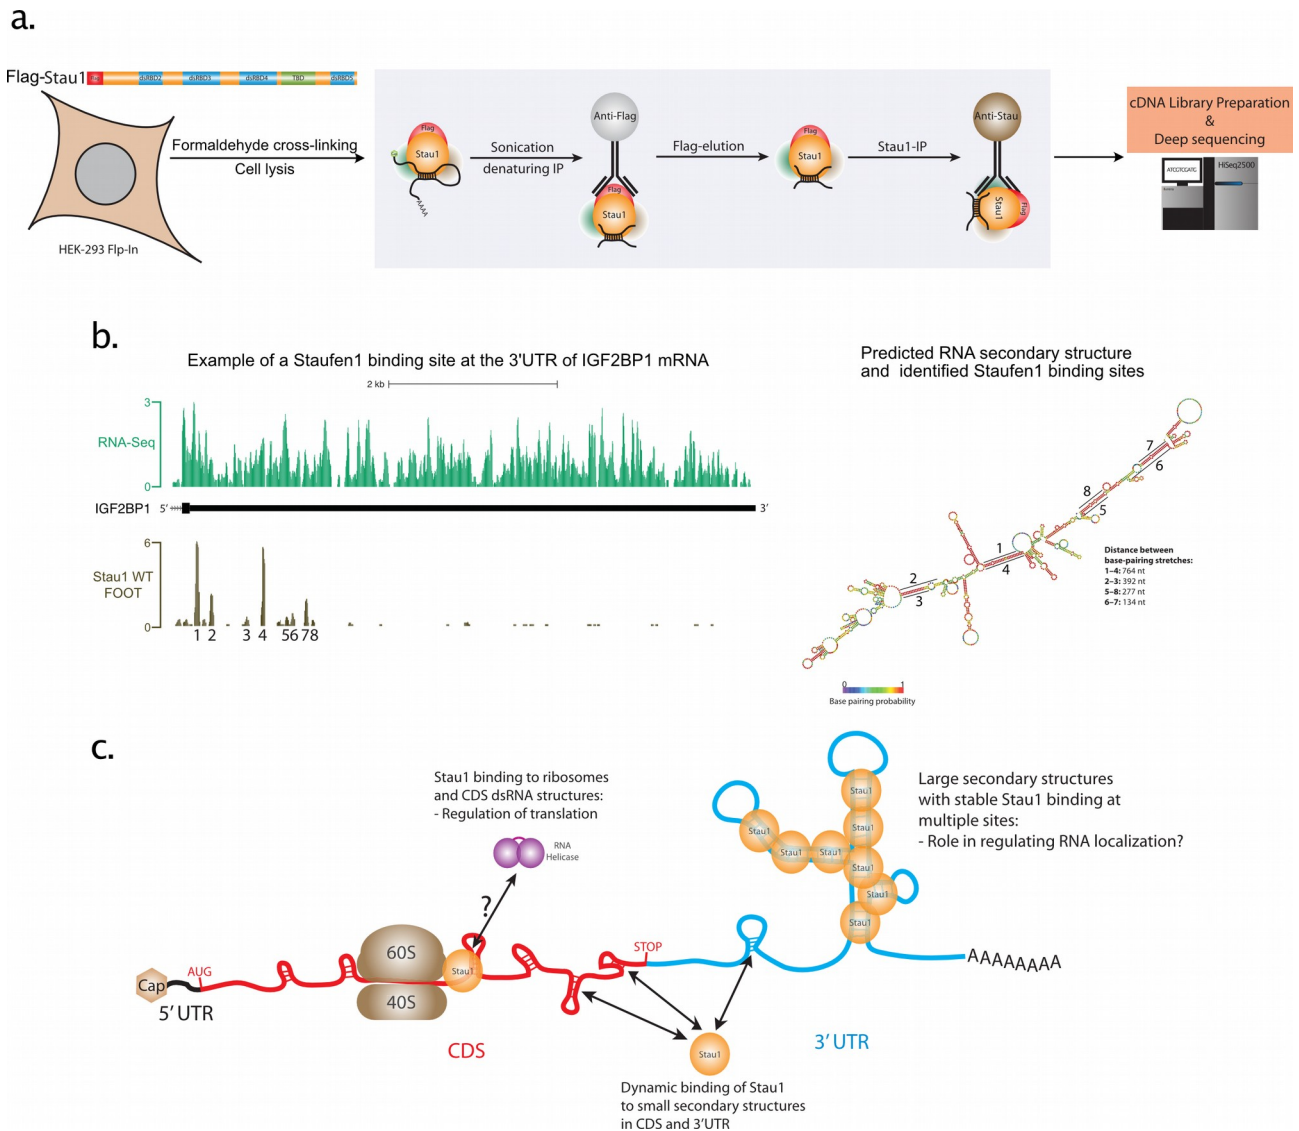 a.
Flag-Stau1
dsRBD2
dsRBD3
dsRBD4
TBD
dsRBD5
Formaldehyde cross-linking
Cell lysis
HEK-293 Flp-In
Flag
Stau1
AAAA
Sonication
denaturing IP
Anti-Flag
Flag
Stau1
Flag-elution
Flag
Stau1
Stau1-IP
Anti-Stau
Stau1
Flag
cDNA Library Preparation
&
Deep sequencing
HiSeq2500
b.
Example of a Staufen1 binding site at the 3'UTR of IGF2BP1 mRNA
2 kb
3
RNA-Seq
0
IGF2BP1
5'
3'
6
Stau1 WT
FOOT
0
1 2 3 4 56 78
Predicted RNA secondary structure
and identified Staufen1 binding sites
7
6
8
5
1
4
2
3
Distance between
base-pairing stretches:
1–4: 764 nt
2–3: 392 nt
5–8: 277 nt
6–7: 134 nt
0 1
Base pairing probability
c.
Stau1 binding to ribosomes
and CDS dsRNA structures:
- Regulation of translation
RNA
Helicase
?
Large secondary structures
with stable Stau1 binding at
multiple sites:
- Role in regulating RNA localization?
Stau1
Stau1
Stau1
Stau1
Stau1
Stau1
Stau1
Stau1
60S
40S
Stau1
STOP
AUG
Cap
5' UTR
CDS
3' UTR
AAAAAAAA
Stau1
Dynamic binding of Stau1
to small secondary structures
in CDS and 3'UTR